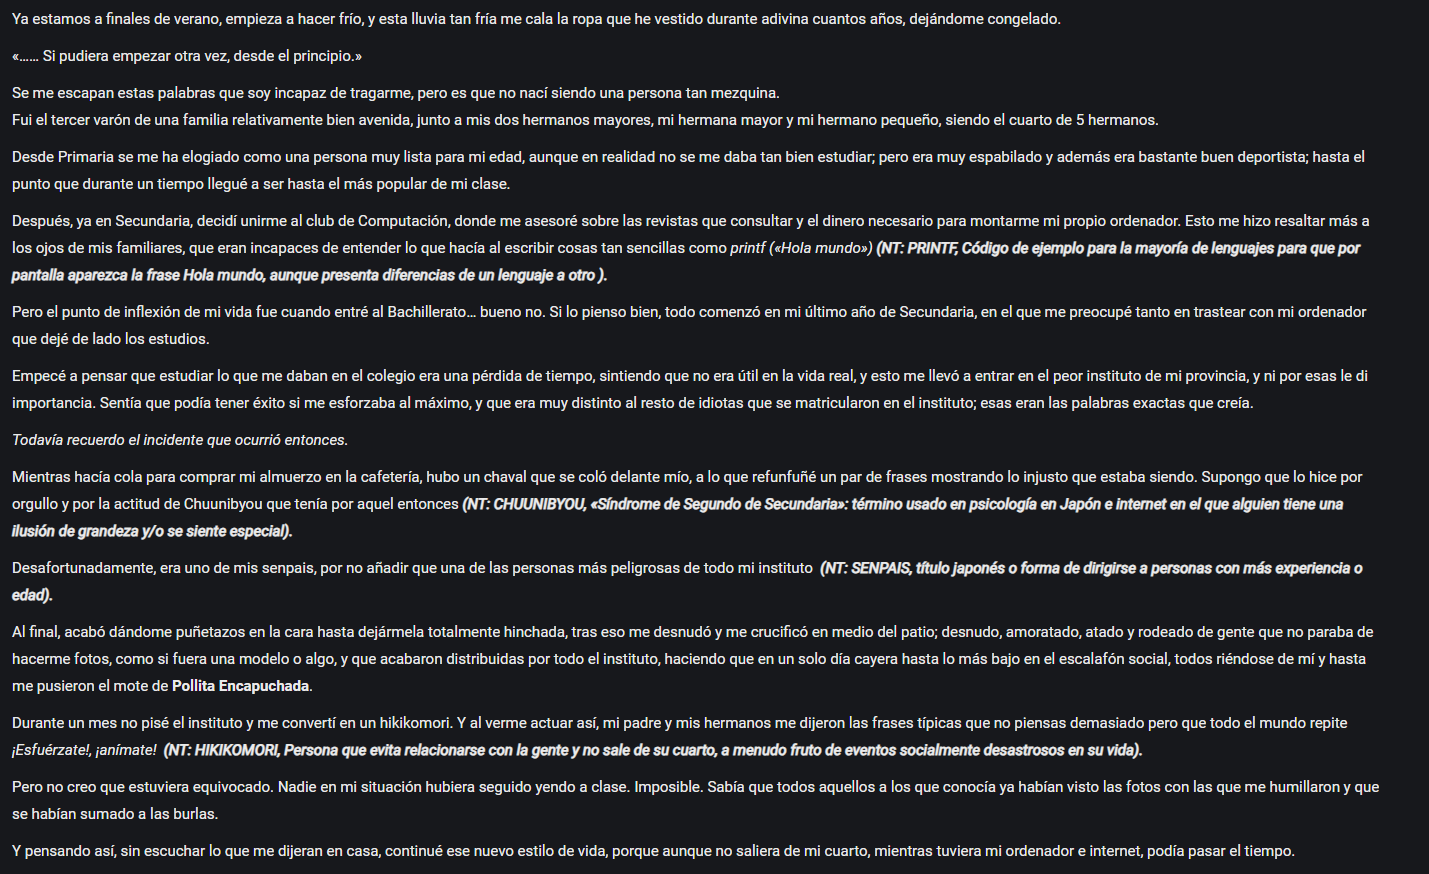 Ya estamos a finales de verano, empieza a hacer frío, y esta lluvia tan fría me cala la ropa que he vestido durante adivina cuantos años, dejándome congelado.
«…… Si pudiera empezar otra vez, desde el principio.»
Se me escapan estas palabras que soy incapaz de tragarme, pero es que no nací siendo una persona tan mezquina.
Fui el tercer varón de una familia relativamente bien avenida, junto a mis dos hermanos mayores, mi hermana mayor y mi hermano pequeño, siendo el cuarto de 5 hermanos.
Desde Primaria se me ha elogiado como una persona muy lista para mi edad, aunque en realidad no se me daba tan bien estudiar; pero era muy espabilado y además era bastante buen deportista; hasta el
punto que durante un tiempo llegué a ser hasta el más popular de mi clase.
Después, ya en Secundaria, decidí unirme al club de Computación, donde me asesoré sobre las revistas que consultar y el dinero necesario para montarme mi propio ordenador. Esto me hizo resaltar más a
los ojos de mis familiares, que eran incapaces de entender lo que hacía al escribir cosas tan sencillas como printf («Hola mundo») (NT: PRINTF, Código de ejemplo para la mayoría de lenguajes para que por
pantalla aparezca la frase Hola mundo, aunque presenta diferencias de un lenguaje a otro ).
Pero el punto de inflexión de mi vida fue cuando entré al Bachillerato… bueno no. Si lo pienso bien, todo comenzó en mi último año de Secundaria, en el que me preocupé tanto en trastear con mi ordenador
que dejé de lado los estudios.
Empecé a pensar que estudiar lo que me daban en el colegio era una pérdida de tiempo, sintiendo que no era útil en la vida real, y esto me llevó a entrar en el peor instituto de mi provincia, y ni por esas le di
importancia. Sentía que podía tener éxito si me esforzaba al máximo, y que era muy distinto al resto de idiotas que se matricularon en el instituto; esas eran las palabras exactas que creía.
Todavía recuerdo el incidente que ocurrió entonces.
Mientras hacía cola para comprar mi almuerzo en la cafetería, hubo un chaval que se coló delante mío, a lo que refunfuñé un par de frases mostrando lo injusto que estaba siendo. Supongo que lo hice por
orgullo y por la actitud de Chuunibyou que tenía por aquel entonces (NT: CHUUNIBYOU, «Síndrome de Segundo de Secundaria»: término usado en psicología en Japón e internet en el que alguien tiene una
ilusión de grandeza y/o se siente especial).
Desafortunadamente, era uno de mis senpais, por no añadir que una de las personas más peligrosas de todo mi instituto (NT: SENPAIS, título japonés o forma de dirigirse a personas con más experiencia o
edad).
Al final, acabó dándome puñetazos en la cara hasta dejármela totalmente hinchada, tras eso me desnudó y me crucificó en medio del patio; desnudo, amoratado, atado y rodeado de gente que no paraba de
hacerme fotos, como si fuera una modelo o algo, y que acabaron distribuidas por todo el instituto, haciendo que en un solo día cayera hasta lo más bajo en el escalafón social, todos riéndose de mí y hasta
me pusieron el mote de Pollita Encapuchada.
Durante un mes no pisé el instituto y me convertí en un hikikomori. Y al verme actuar así, mi padre y mis hermanos me dijeron las frases típicas que no piensas demasiado pero que todo el mundo repite
¡Esfuérzate!, ¡anímate! (NT: HIKIKOMORI, Persona que evita relacionarse con la gente y no sale de su cuarto, a menudo fruto de eventos socialmente desastrosos en su vida).
Pero no creo que estuviera equivocado. Nadie en mi situación hubiera seguido yendo a clase. Imposible. Sabía que todos aquellos a los que conocía ya habían visto las fotos con las que me humillaron y que
se habían sumado a las burlas.
Y pensando así, sin escuchar lo que me dijeran en casa, continué ese nuevo estilo de vida, porque aunque no saliera de mi cuarto, mientras tuviera mi ordenador e internet, podía pasar el tiempo.